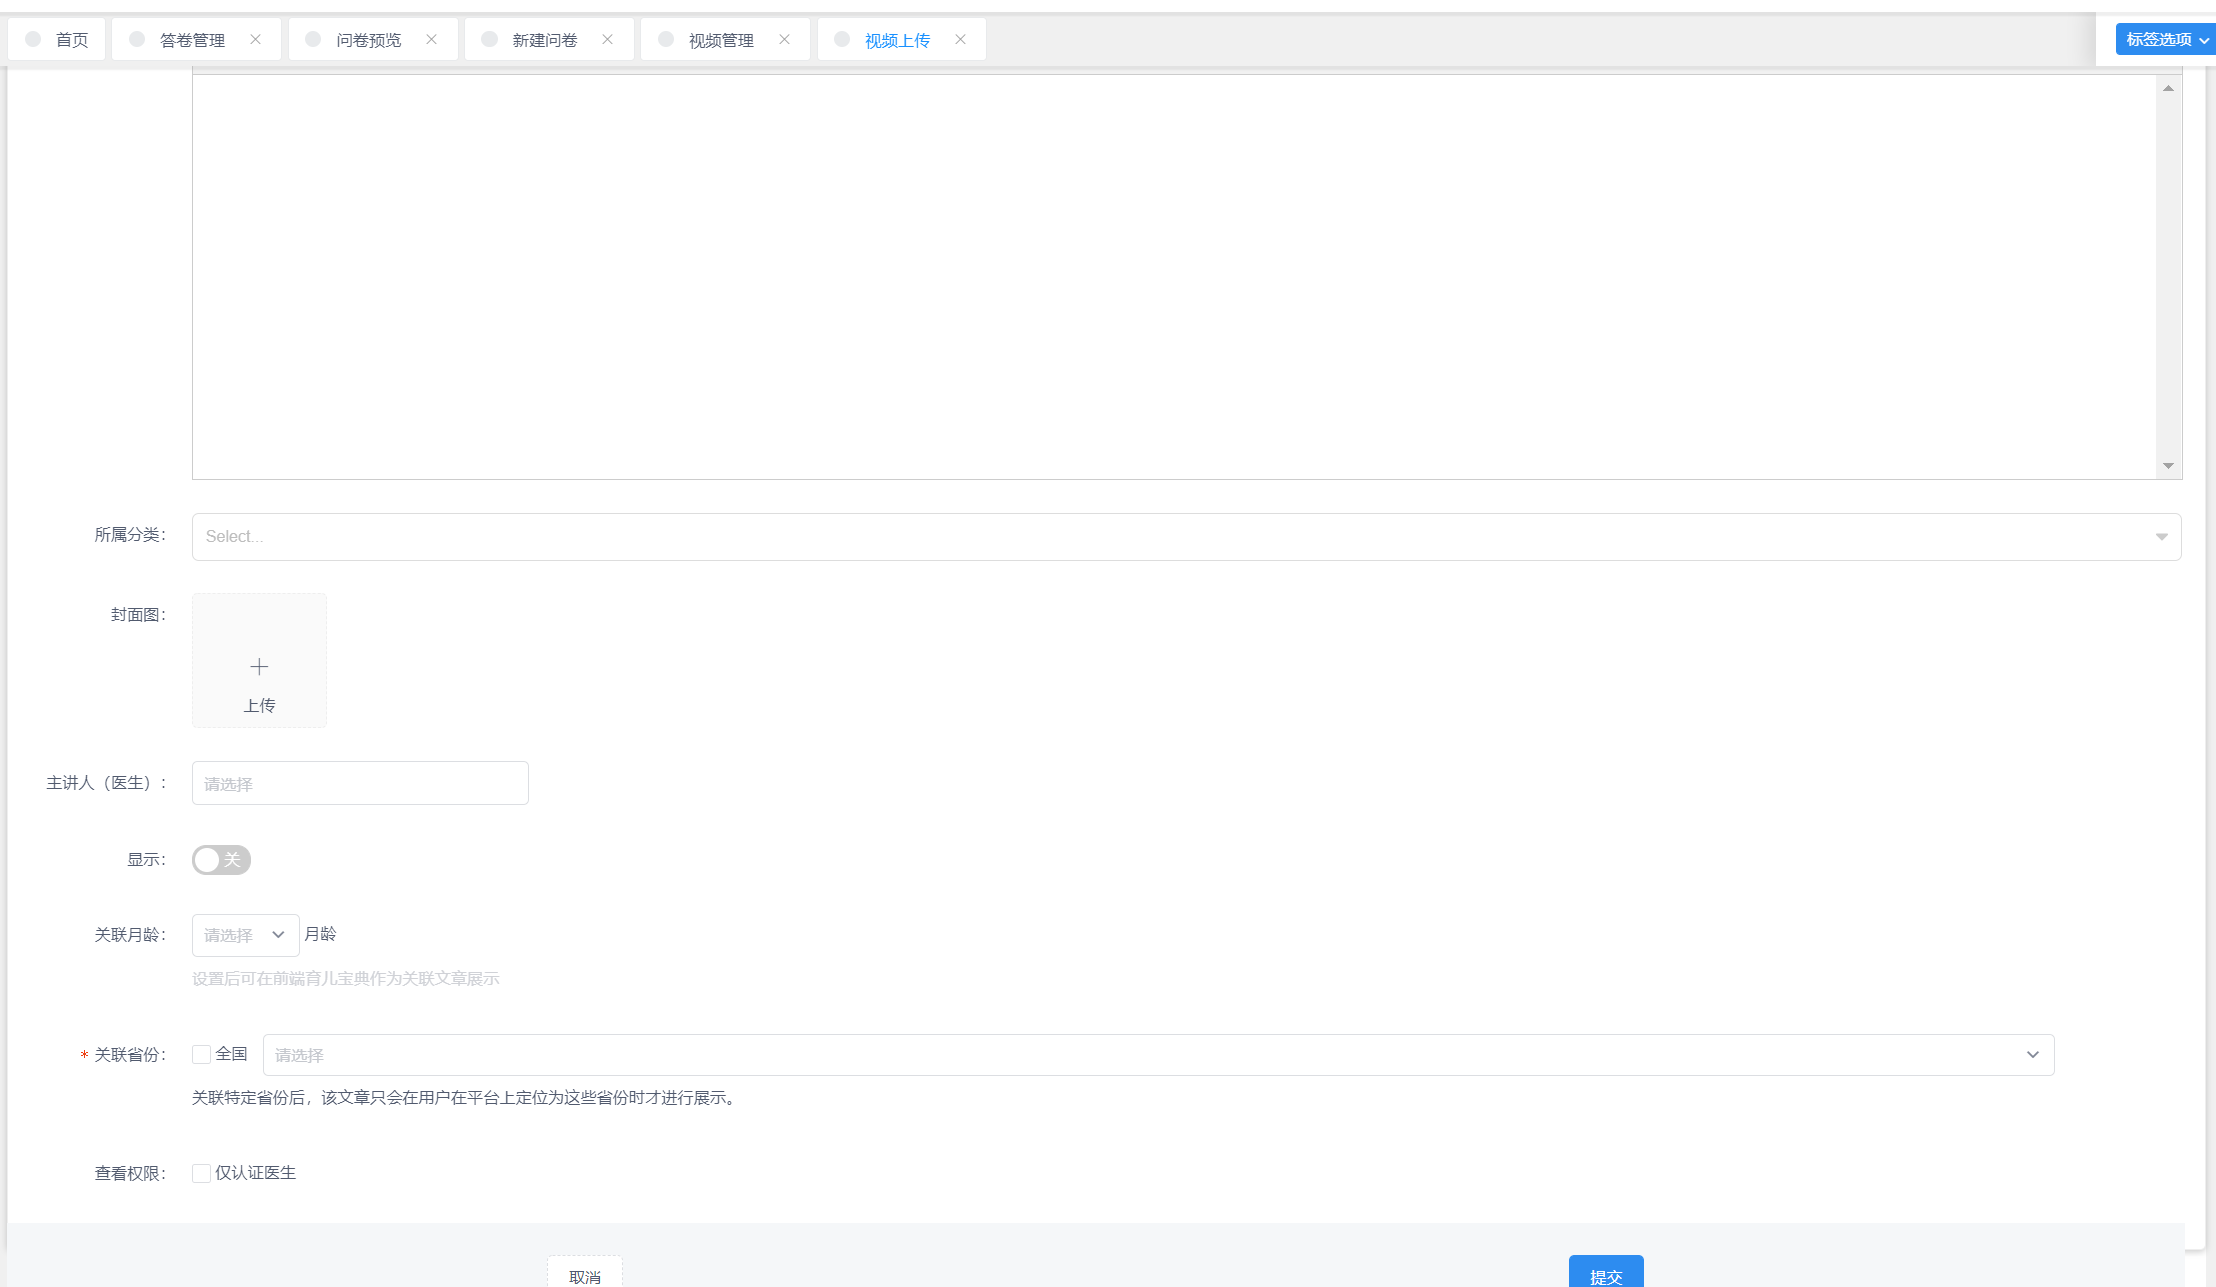 首页 答卷管理 问卷预览 新建问卷 视频管理 视频上传 标签选项
所属分类： Select...
封面图：
上传
主讲人（医生）： 请选择
显示： 关
关联月龄： 请选择 月龄
设置后可在前端育儿宝典作为关联文章展示
* 关联省份： 全国 请选择
关联特定省份后，该文章只会在用户在平台上定位为这些省份时才进行展示。
查看权限： 仅认证医生
取消 提交